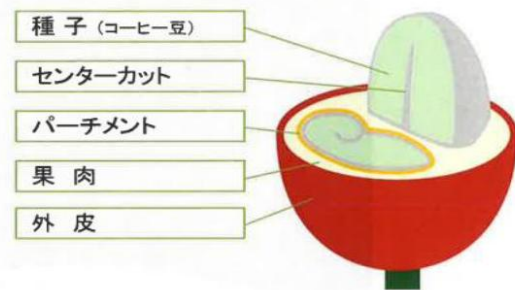 種子（コーヒー豆）
センターカット
パーチメント
果肉
外皮